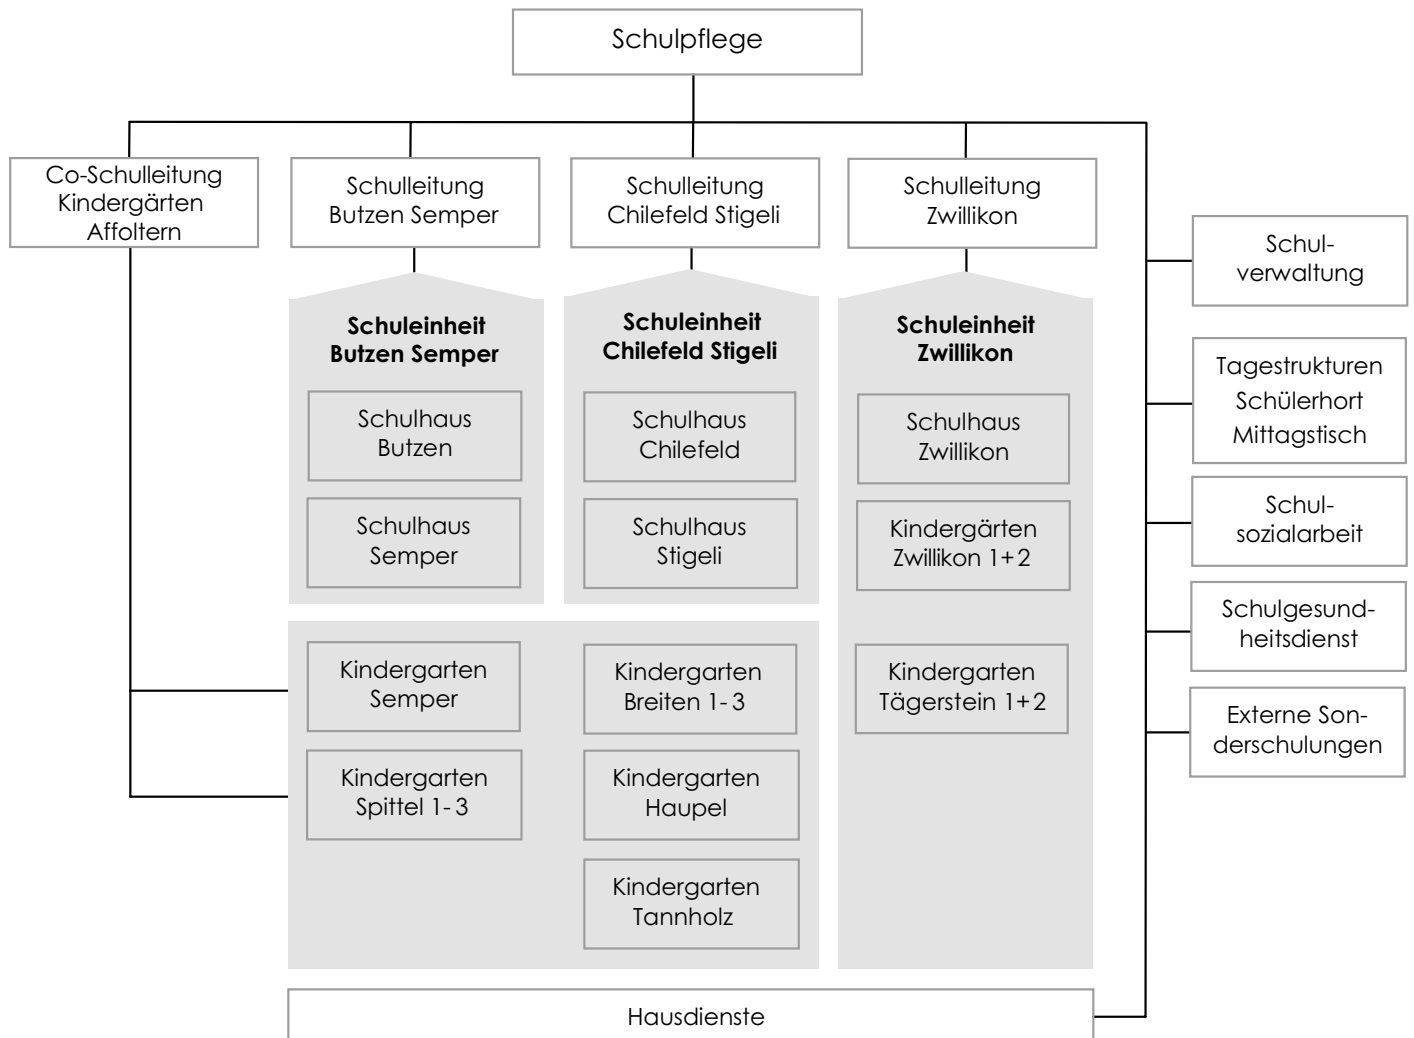 Schulpflege
Co-Schulleitung
Kindergärten
Affoltern
Schulleitung
Butzen Semper
Schulleitung
Chilefeld Stigeli
Schulleitung
Zwillikon
Schuleinheit
Butzen Semper
Schulhaus
Butzen
Schulhaus
Semper
Schuleinheit
Chilefeld Stigeli
Schulhaus
Chilefeld
Schulhaus
Stigeli
Schuleinheit
Zwillikon
Schulhaus
Zwillikon
Kindergärten
Zwillikon 1+2
Kindergarten
Tägerstein 1+2
Kindergarten
Semper
Kindergarten
Spittel 1-3
Kindergarten
Breiten 1-3
Kindergarten
Haupel
Kindergarten
Tannholz
Schul-
verwaltung
Tagestrukturen
Schülerhort
Mittagstisch
Schul-
sozialarbeit
Schulgesund-
heitsdienst
Externe Son-
derschulungen
Hausdienste